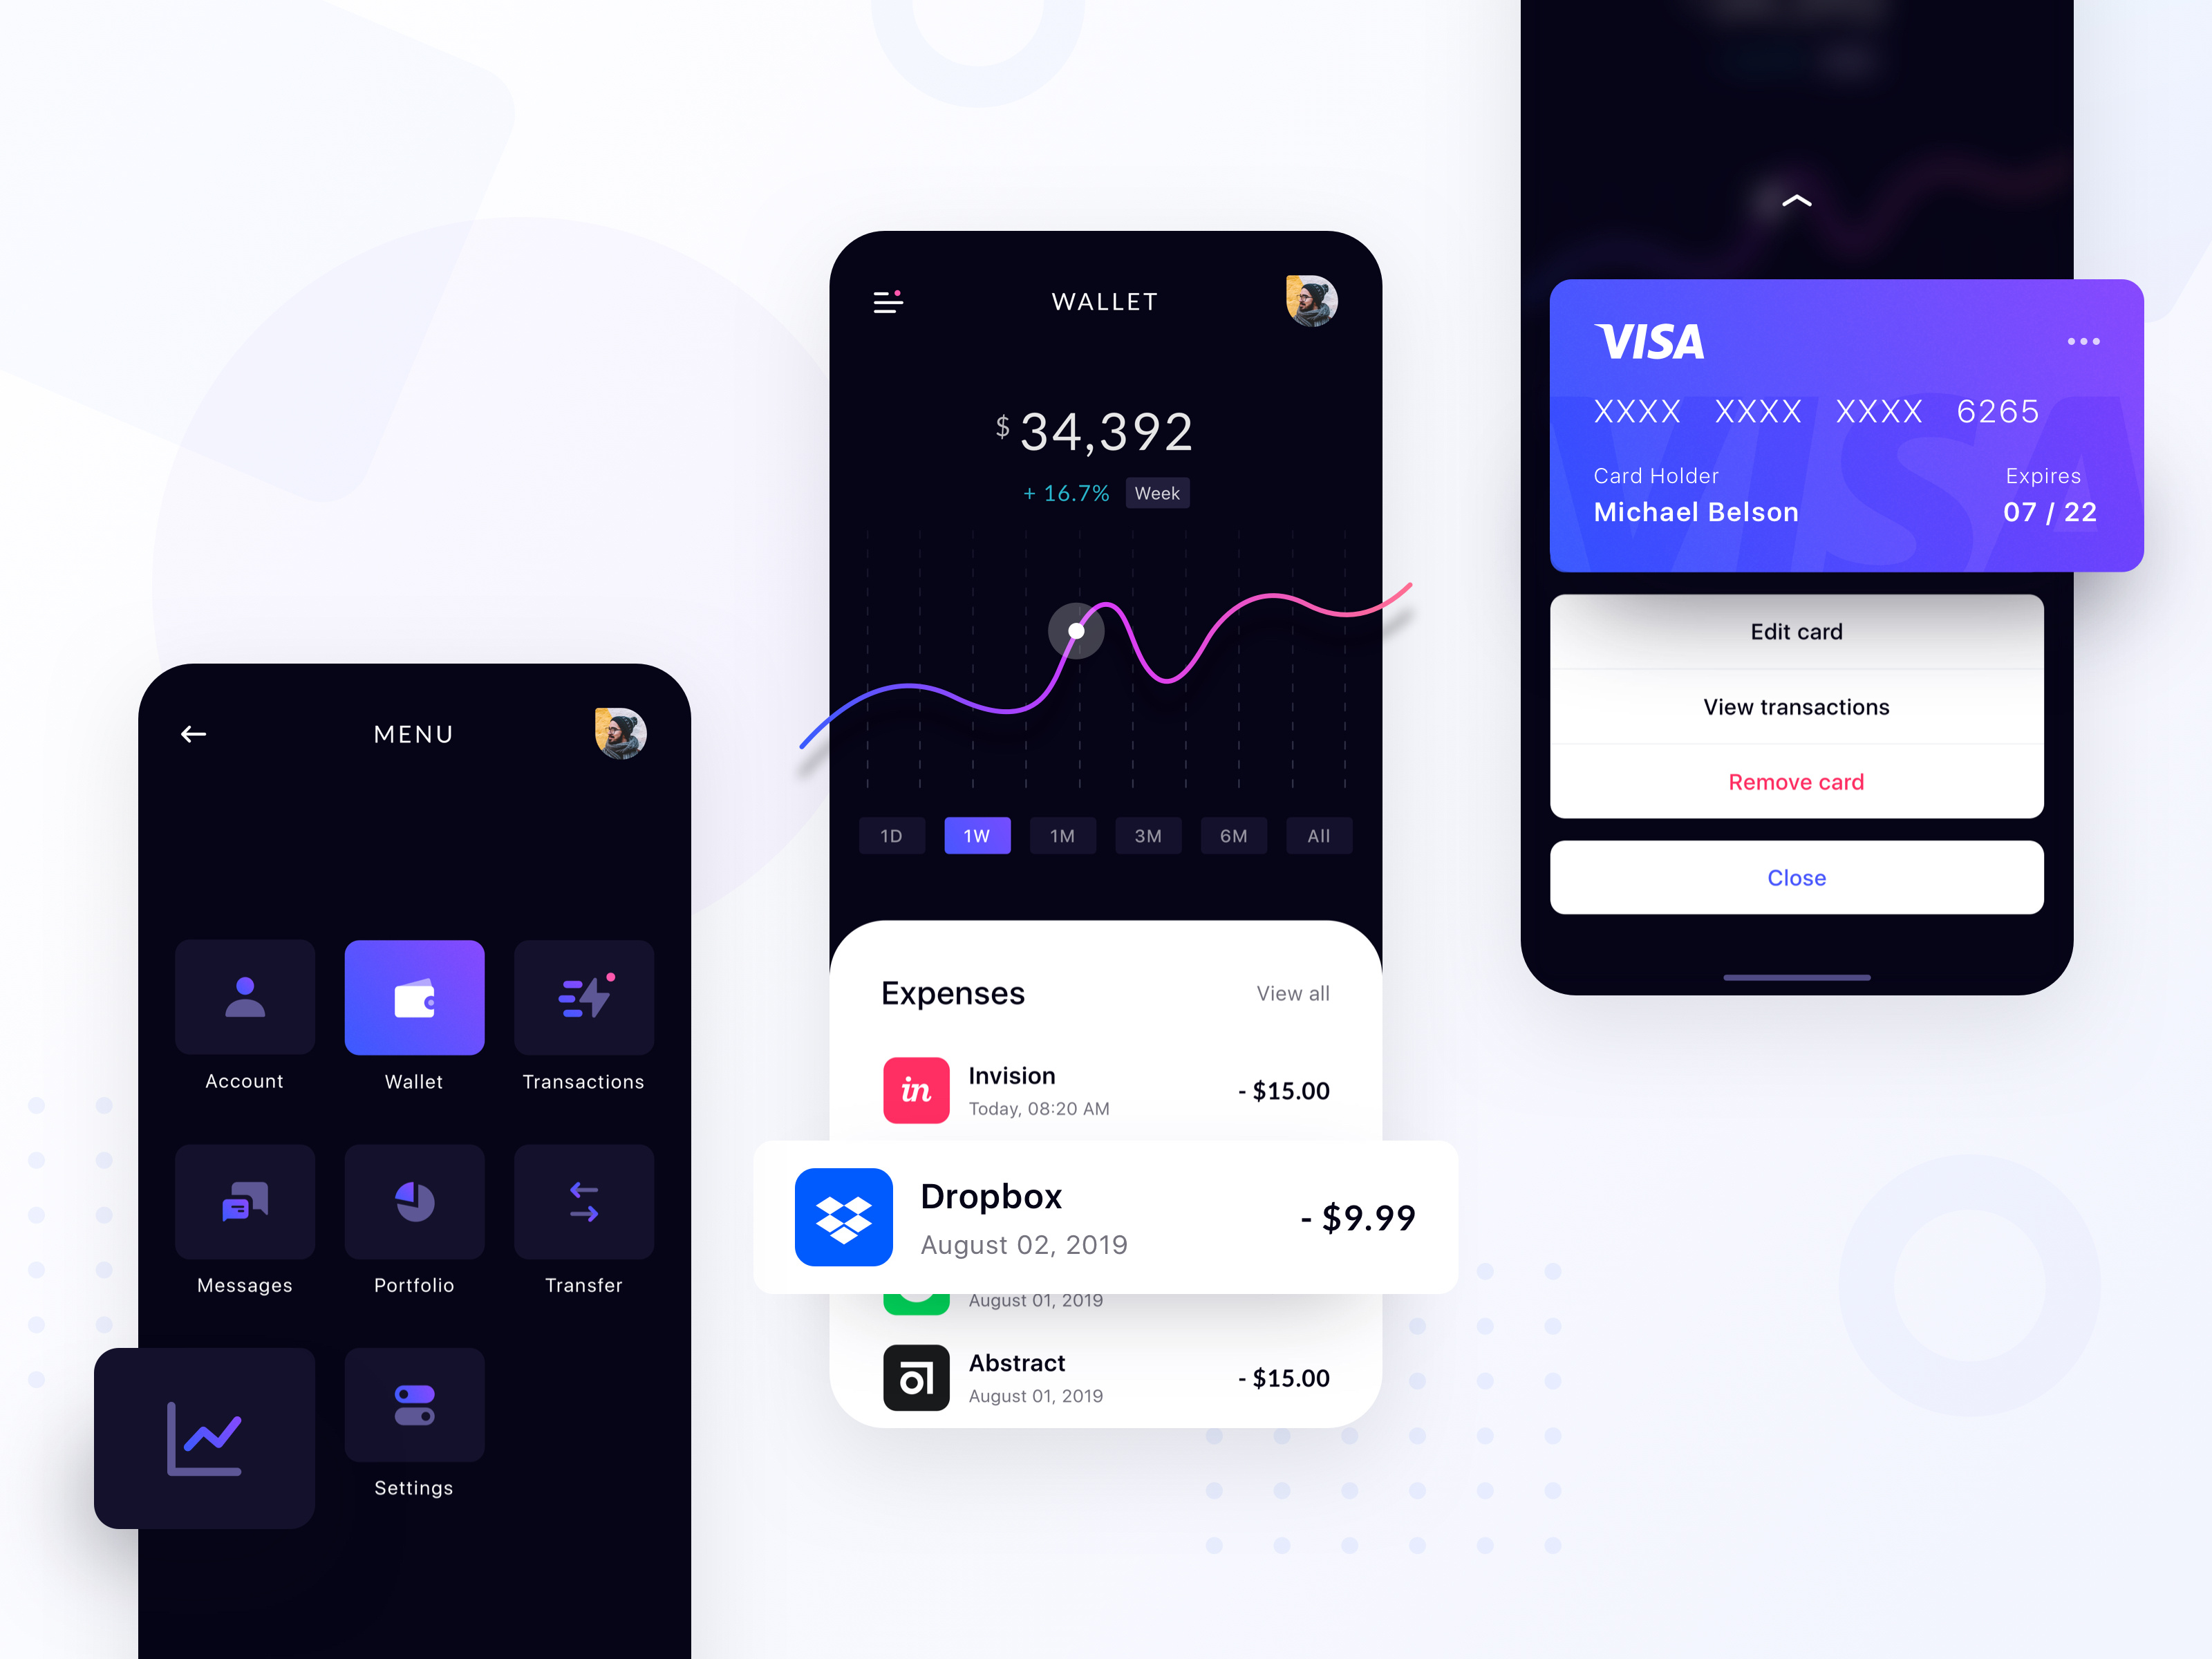 MENU
Account
Wallet
Transactions
Messages
Portfolio
Transfer
Settings
WALLET
$ 34,392
+ 16.7% Week
1D 1W 1M 3M 6M All
Expenses View all
in
Invision
Today, 08:20 AM
- $15.00
Dropbox
August 02, 2019
- $9.99
August 01, 2019
Abstract
August 01, 2019
- $15.00
VISA
XXXX XXXX XXXX 6265
Card Holder Expires
Michael Belson 07 / 22
VISA
Edit card
View transactions
Remove card
Close